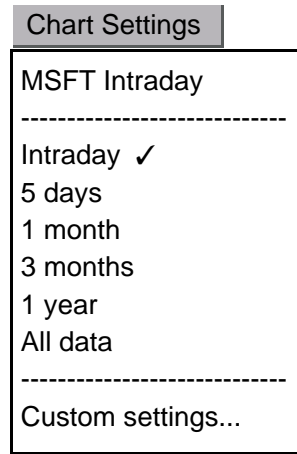 Chart Settings
MSFT Intraday
-----------------------------
Intraday ✓
5 days
1 month
3 months
1 year
All data
-----------------------------
Custom settings...